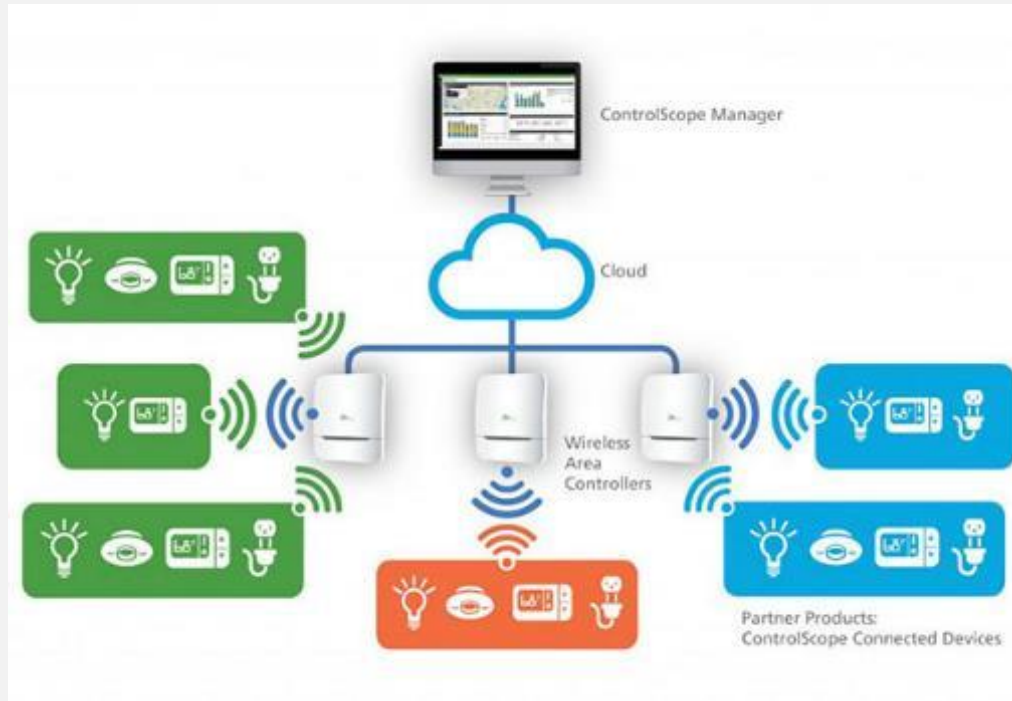 ControlScope Manager
Cloud
Wireless
Area
Controllers
Partner Products:
ControlScope Connected Devices